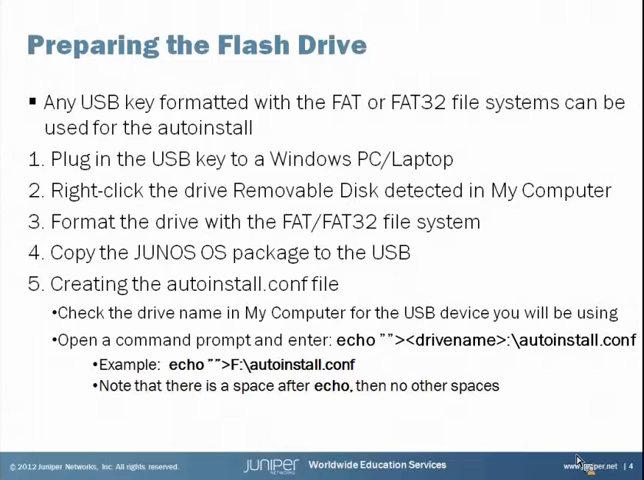 Preparing the Flash Drive
▪ Any USB key formatted with the FAT or FAT32 file systems can be
used for the autoinstall
1. Plug in the USB key to a Windows PC/Laptop
2. Right-click the drive Removable Disk detected in My Computer
3. Format the drive with the FAT/FAT32 file system
4. Copy the JUNOS OS package to the USB
5. Creating the autoinstall.conf file
•Check the drive name in My Computer for the USB device you will be using
•Open a command prompt and enter: echo ””><drivename>:\autoinstall.conf
•Example: echo ””>F:\autoinstall.conf
•Note that there is a space after echo, then no other spaces
© 2012 Juniper Networks, Inc. All rights reserved. JUNIPER NETWORKS Worldwide Education Services www.juniper.net | 4